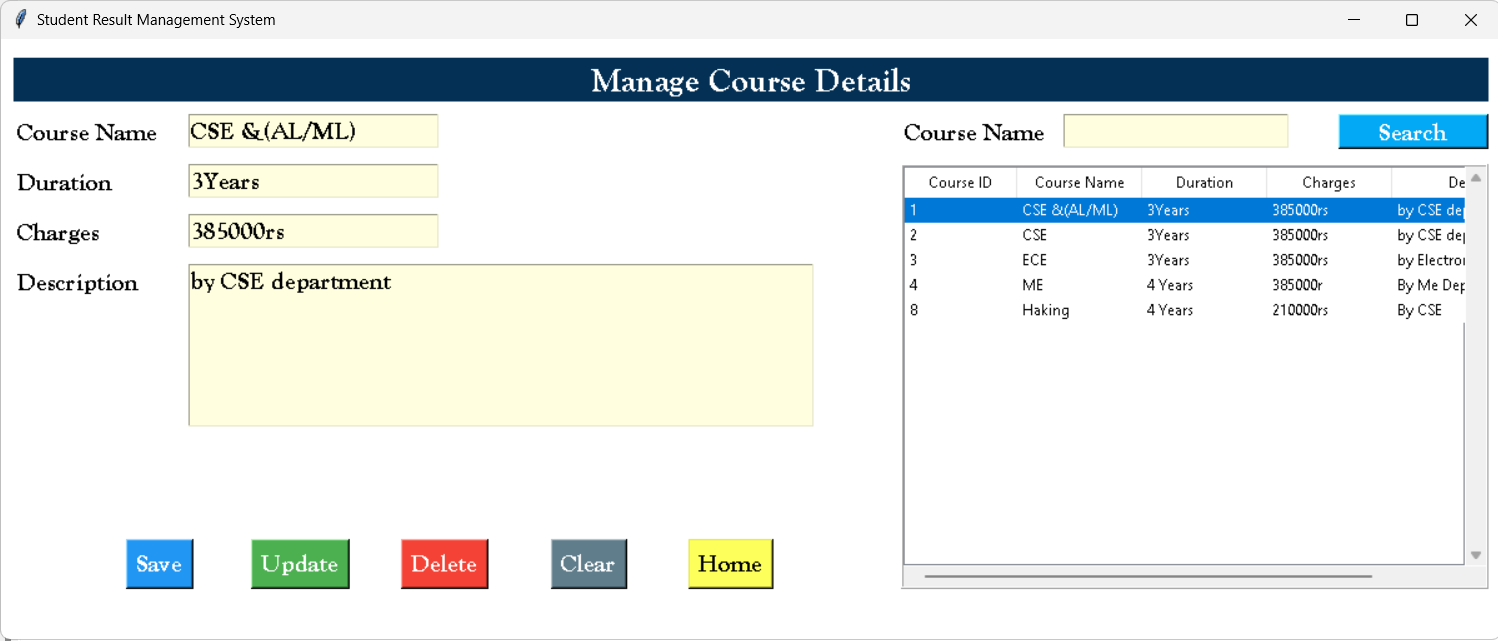 Student Result Management System
Manage Course Details
Course Name CSE &(AL/ML)
Duration 3Years
Charges 385000rs
Description by CSE department
Save Update Delete Clear Home
Course Name Search
Course ID Course Name Duration Charges De
1 CSE &(AL/ML) 3Years 385000rs by CSE dep
2 CSE 3Years 385000rs by CSE dep
3 ECE 3Years 385000rs by Electron
4 ME 4 Years 385000r By Me Dep
8 Haking 4 Years 210000rs By CSE